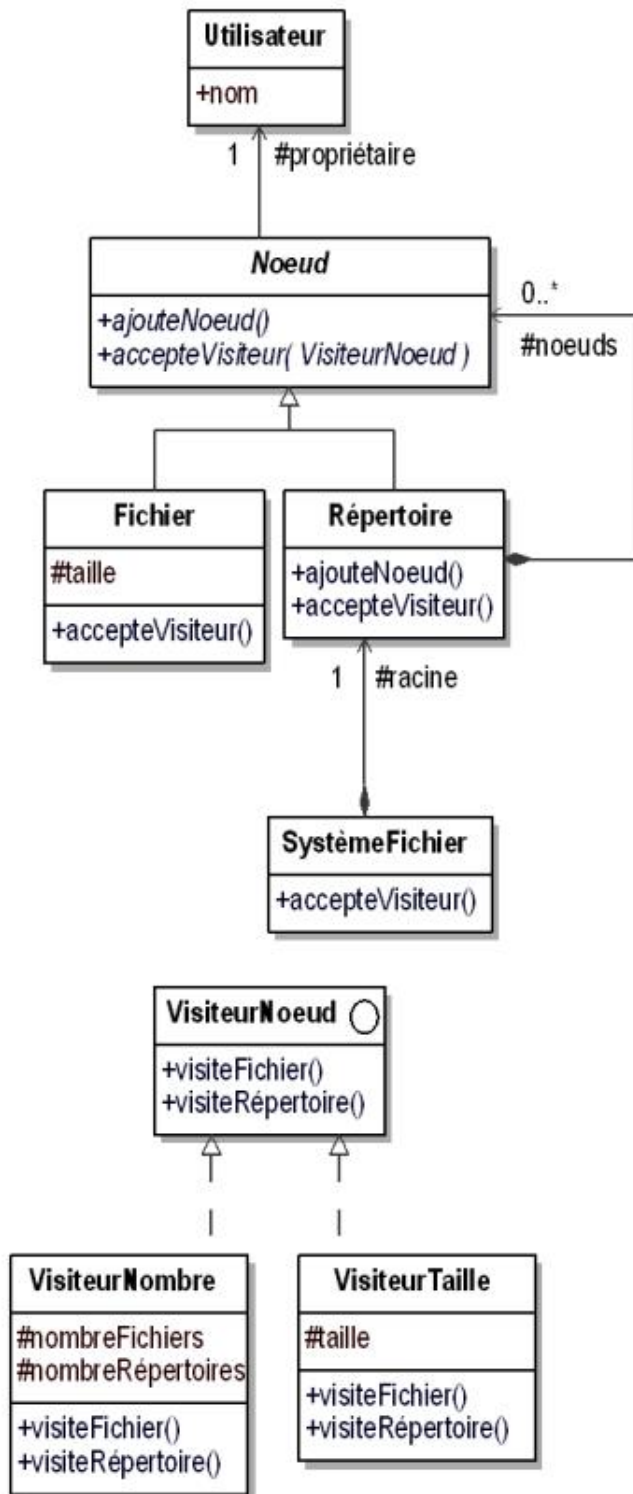 Utilisateur
+nom
1 #propriétaire
Noeud
+ajouteNoeud()
+accepteVisiteur( VisiteurNoeud )
0..*
#noeuds
Fichier
#taille
+accepteVisiteur()
Répertoire
+ajouteNoeud()
+accepteVisiteur()
1 #racine
SystèmeFichier
+accepteVisiteur()
VisiteurNoeud
+visiteFichier()
+visiteRépertoire()
VisiteurNombre
#nombreFichiers
#nombreRépertoires
+visiteFichier()
+visiteRépertoire()
VisiteurTaille
#taille
+visiteFichier()
+visiteRépertoire()